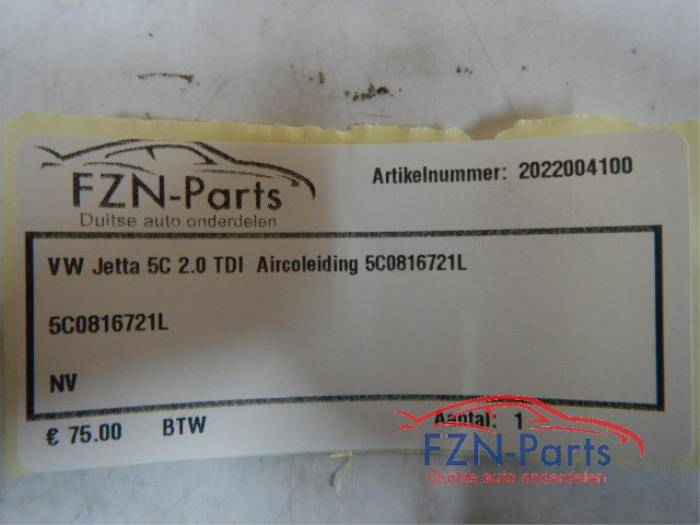 FZN-Parts
Duitse auto onderdelen
Artikelnummer: 2022004100
VW Jetta 5C 2.0 TDI Aircoleiding 5C0816721L
5C0816721L
NV
€ 75.00 BTW
Aantal: 1
FZN-Parts
Duitse auto onderdelen